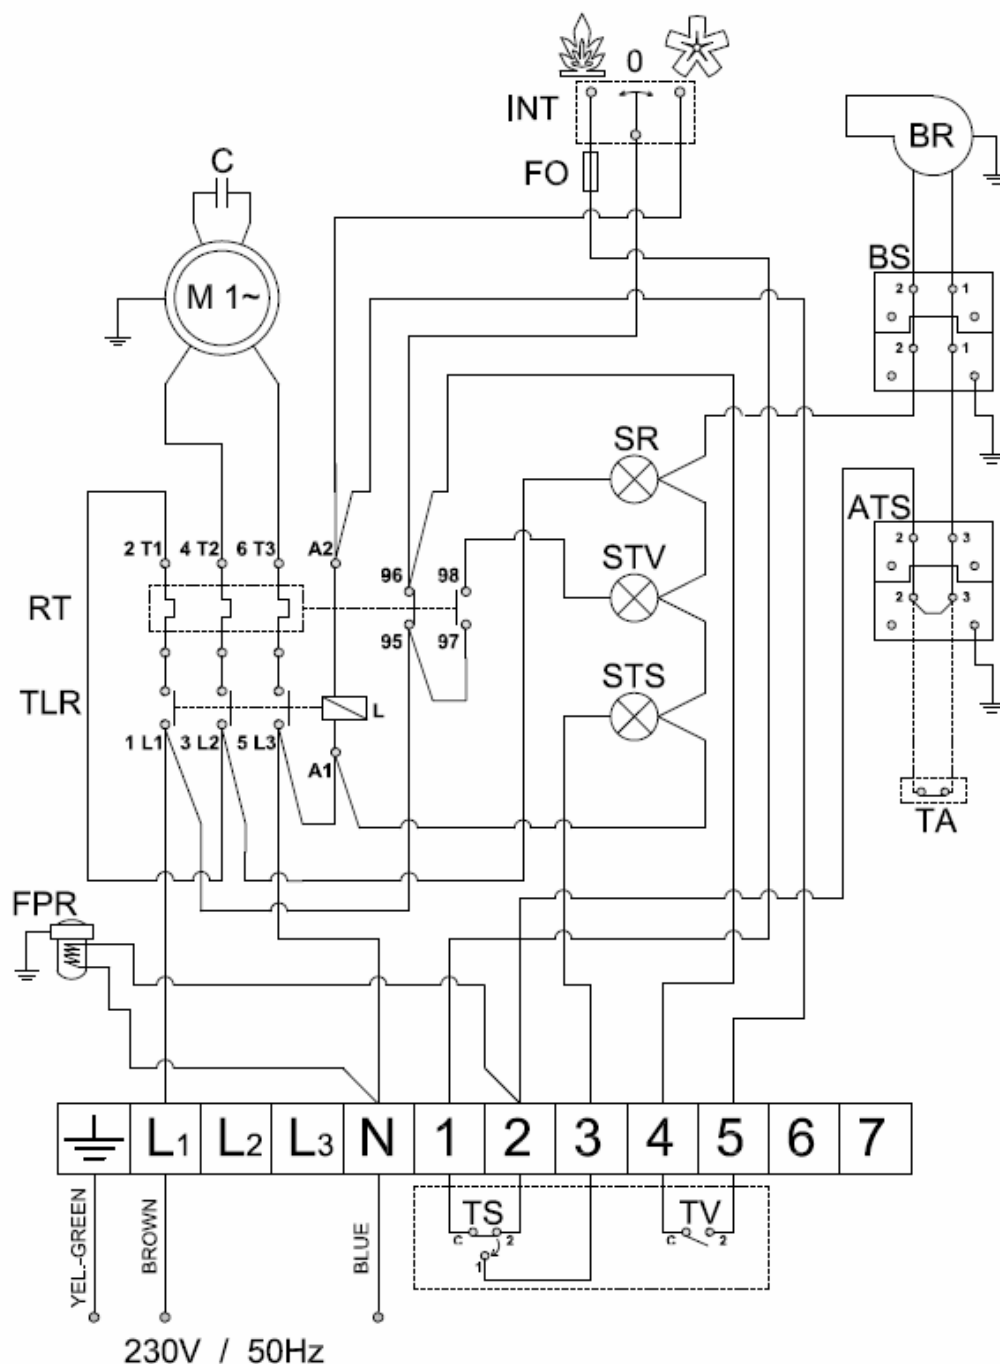 0
INT
FO
BR
C
M 1~
BS
2 1
2 1
SR
ATS
2 T1 4 T2 6 T3 A2
2 3
STV
96 98
RT
2 3
95 97
STS
TLR
L
1 L1 3 L2 5 L3
A1
TA
FPR
L1 L2 L3 N 1 2 3 4 5 6 7
TS TV
C 2 C 2
1
YEL.-GREEN
BROWN
BLUE
230V / 50Hz